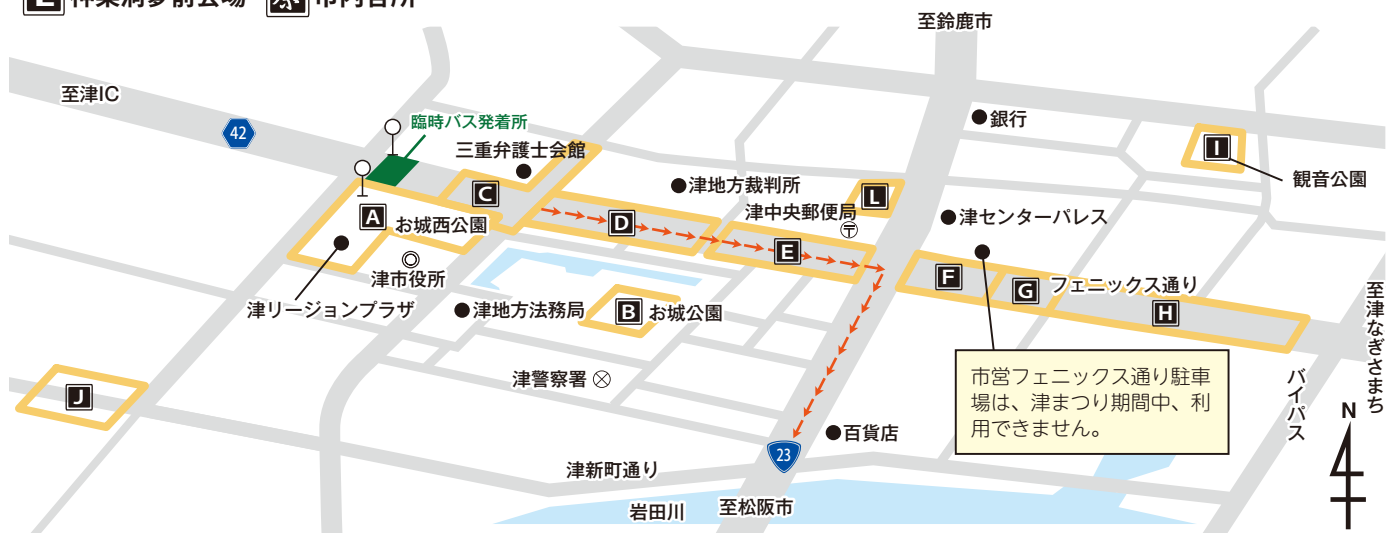 L
至鈴鹿市
至津IC
42
臨時バス発着所
三重弁護士会館
銀行
I
観音公園
C
津地方裁判所
L
A
お城西公園
D
津中央郵便局
津センターパレス
E
津市役所
F
G
フェニックス通り
H
津リージョンプラザ
津地方法務局
B
お城公園
至津なぎさまち
津警察署
市営フェニックス通り駐車
場は、津まつり期間中、利
用できません。
バイパス
J
N
百貨店
23
津新町通り
岩田川
至松阪市